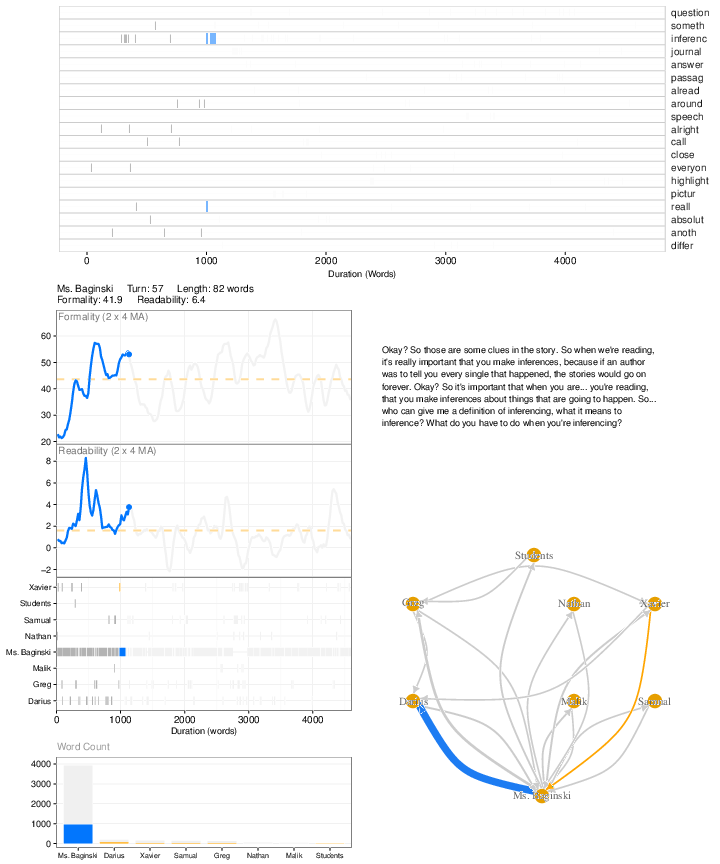 question
someth
inferenc
journal
answer
passag
alread
around
speech
alright
call
close
everyon
highlight
pictur
reall
absolut
anoth
differ
0 1000 2000 3000 4000
Duration (Words)
Ms. Baginski Turn: 57 Length: 82 words
Formality: 41.9 Readability: 6.4
Formality (2 x 4 MA)
60
50
40
30
20
Readability (2 x 4 MA)
8
6
4
2
0
−2
Okay? So those are some clues in the story. So when we're reading,
it's really important that you make inferences, because if an author
was to tell you every single that happened, the stories would go on
forever. Okay? So it's important that when you are... you're reading,
that you make inferences about things that are going to happen. So...
who can give me a definition of inferencing, what it means to
inference? What do you have to do when you're inferencing?
Xavier
Students
Samual
Nathan
Ms. Baginski
Malik
Greg
Darius
0 1000 2000 3000 4000
Duration (words)
Students
Greg Nathan Xavier
Darius Malik Samual
Ms. Baginski
Word Count
4000
3000
2000
1000
0
Ms. Baginski Darius Xavier Samual Greg Nathan Malik Students